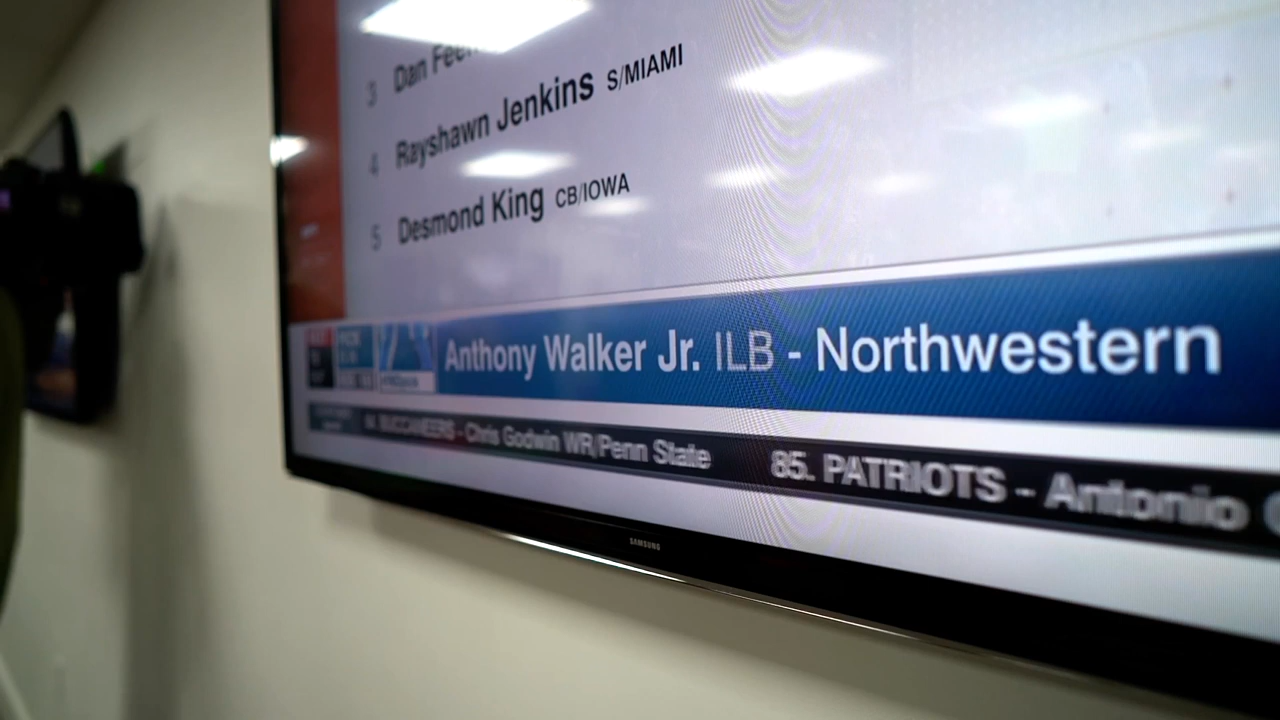 3 Dan
4 Rayshawn Jenkins S/MIAMI
5 Desmond King CB/IOWA
Anthony Walker Jr. ILB - Northwestern
84. BUCCANEERS - Chris Godwin WR/Penn State 85. PATRIOTS - Antonio
SAMSUNG